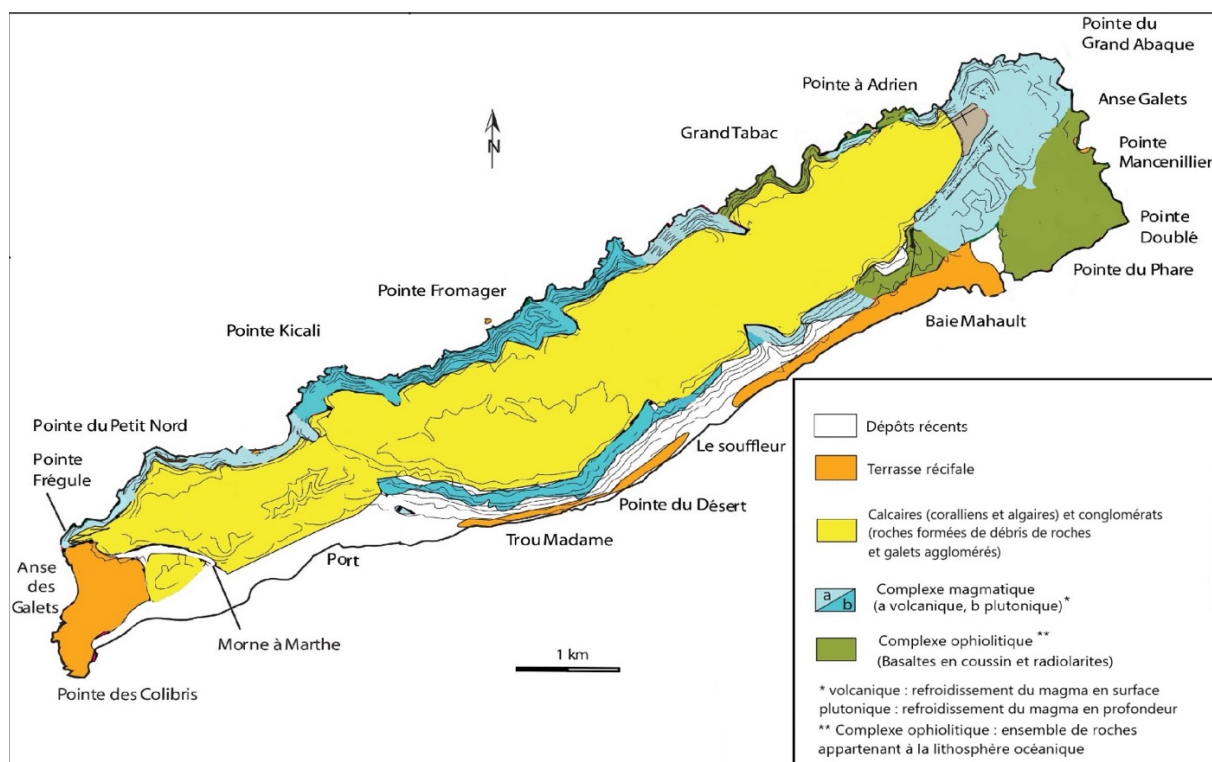 Pointe du
Grand Abaque
Pointe à Adrien
Anse Galets
Grand Tabac
N
Pointe
Mancenillier
Pointe
Doublé
Pointe du Phare
Pointe Fromager
Baie Mahault
Pointe Kicali
Pointe du Petit Nord
Pointe
Frégule
Le souffleur
Pointe du Désert
Trou Madame
Port
Anse
des
Galets
Morne à Marthe
1 km
Pointe des Colibris
Dépôts récents
Terrasse récifale
Calcaires (coralliens et algaires) et conglomérats
(roches formées de débris de roches
et galets agglomérés)
a
b
Complexe magmatique
(a volcanique, b plutonique)*
Complexe ophiolitique **
(Basaltes en coussin et radiolarites)
* volcanique : refroidissement du magma en surface
plutonique : refroidissement du magma en profondeur
** Complexe ophiolitique : ensemble de roches
appartenant à la lithosphère océanique